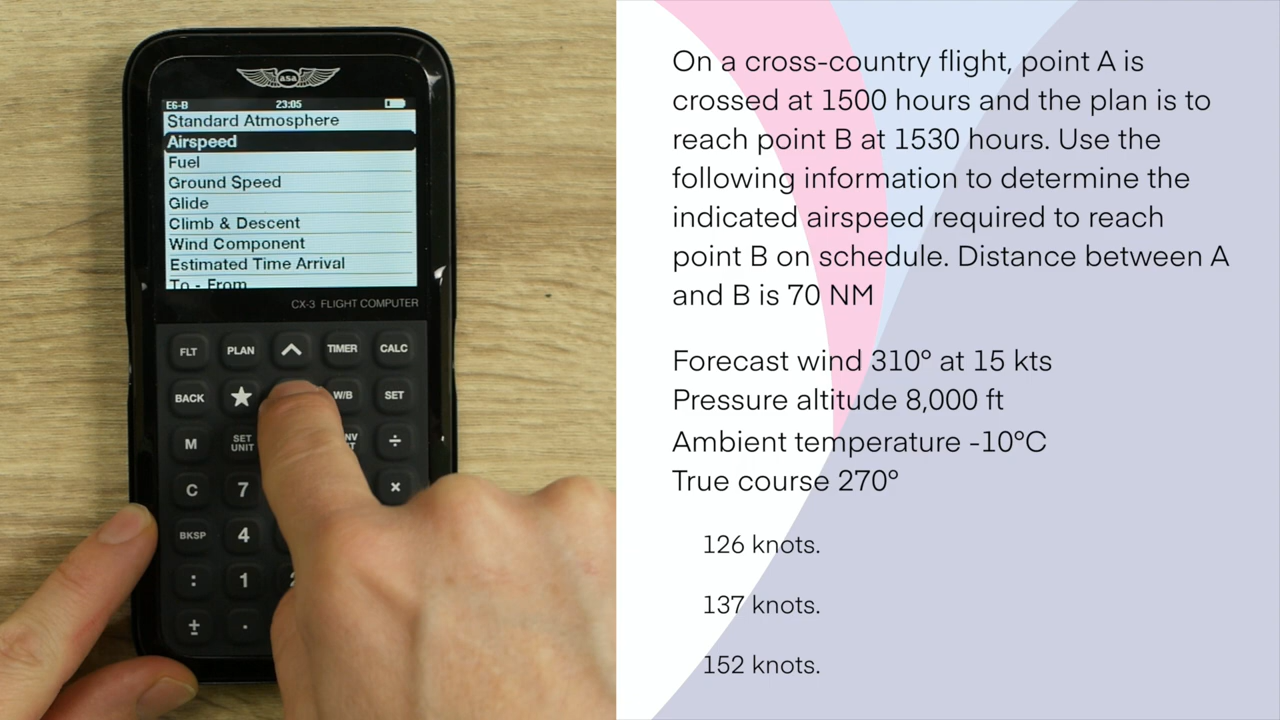 asa
E6-B 23:05
Standard Atmosphere
Airspeed
Fuel
Ground Speed
Glide
Climb & Descent
Wind Component
Estimated Time Arrival
To - From
CX-3 FLIGHT COMPUTER
FLT PLAN TIMER CALC
BACK ★ W/B SET
M SET UNIT ÷
C 7 ×
BKSP 4
: 1
± .
On a cross-country flight, point A is
crossed at 1500 hours and the plan is to
reach point B at 1530 hours. Use the
following information to determine the
indicated airspeed required to reach
point B on schedule. Distance between A
and B is 70 NM
Forecast wind 310º at 15 kts
Pressure altitude 8,000 ft
Ambient temperature -10ºC
True course 270º
126 knots.
137 knots.
152 knots.